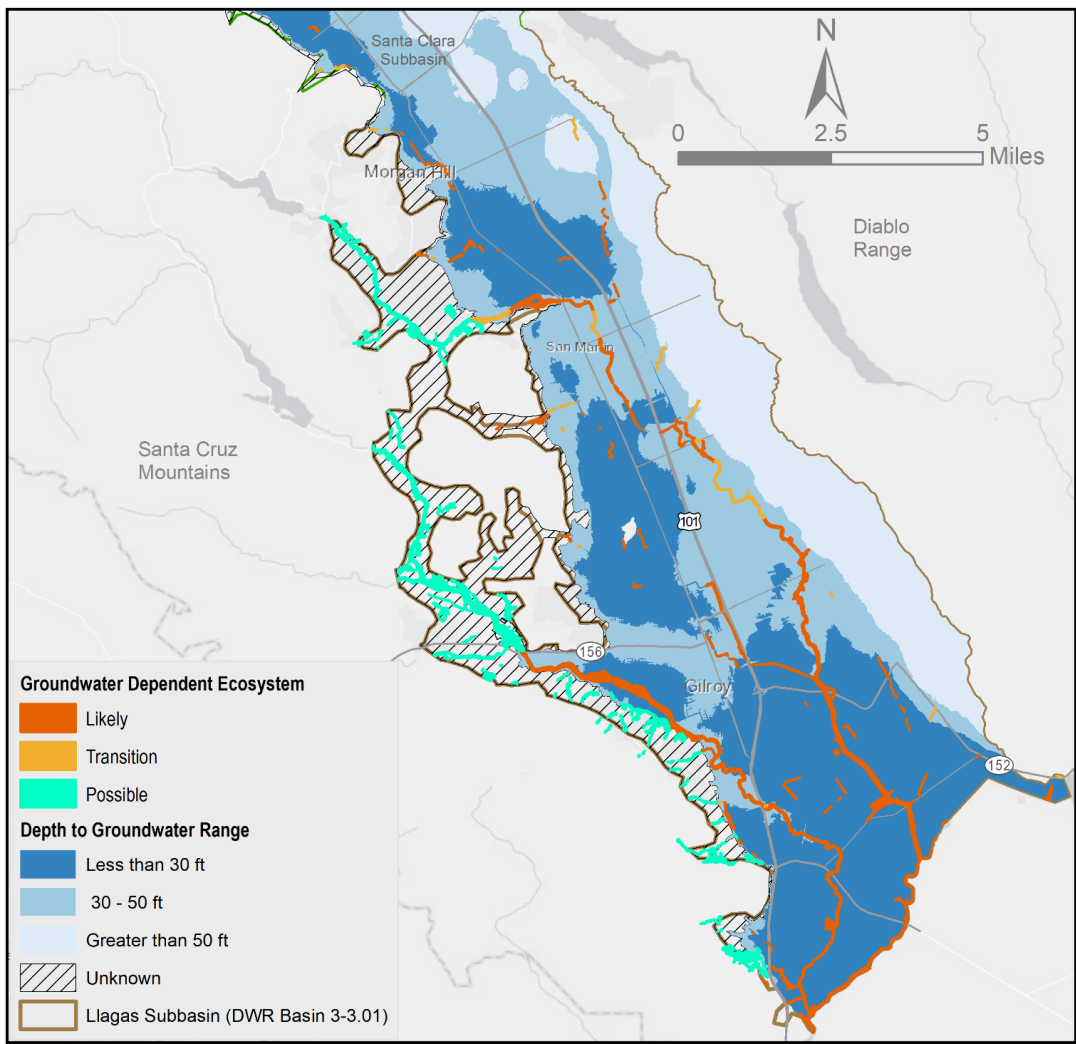 Santa Clara
Subbasin
N
0
2.5
5
Miles
Morgan Hill
Diablo
Range
San Martin
Santa Cruz
Mountains
101
156
Gilroy
152
Groundwater Dependent Ecosystem
Likely
Transition
Possible
Depth to Groundwater Range
Less than 30 ft
30 - 50 ft
Greater than 50 ft
Unknown
Llagas Subbasin (DWR Basin 3-3.01)